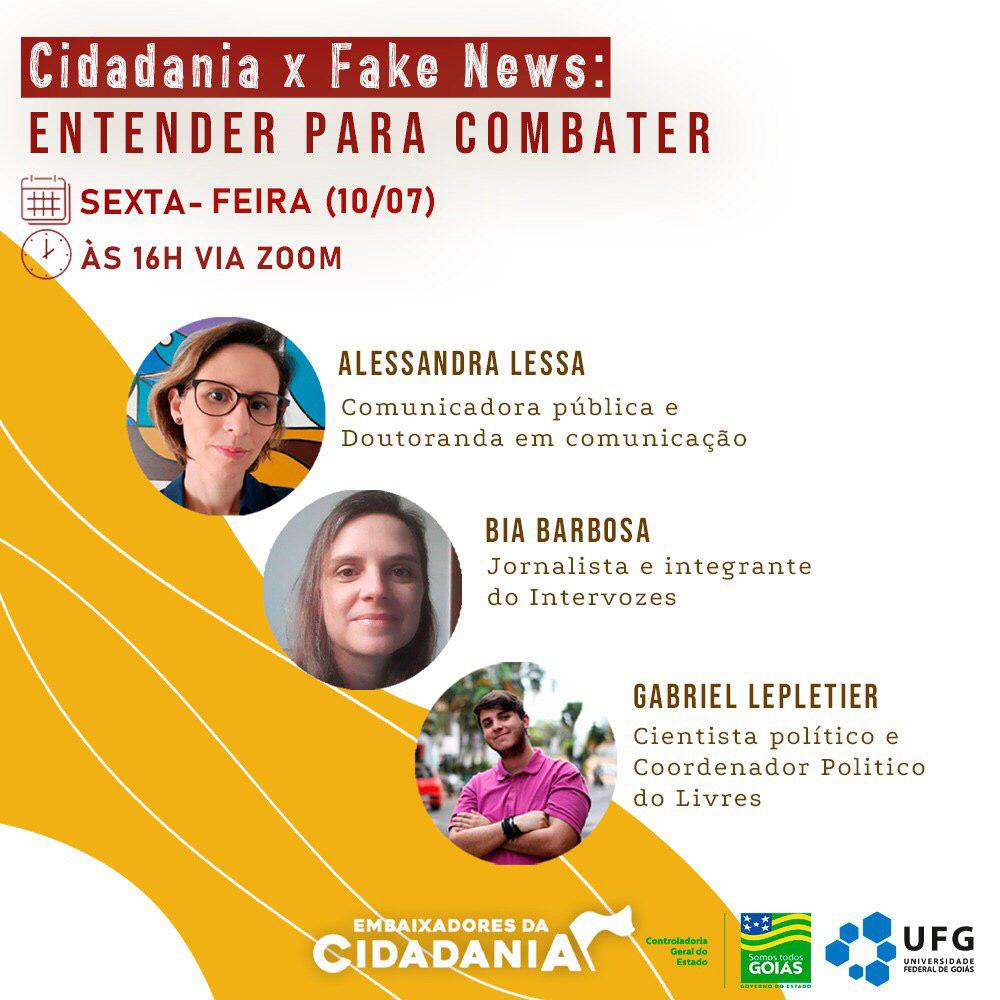 Cidadania x Fake News:
ENTENDER PARA COMBATER
SEXTA- FEIRA (10/07)
ÀS 16H VIA ZOOM
ALESSANDRA LESSA
Comunicadora pública e
Doutoranda em comunicação
BIA BARBOSA
Jornalista e integrante
do Intervozes
GABRIEL LEPLETIER
Cientista político e
Coordenador Politico
do Livres
EMBAIXADORES DA
CIDADANIA
Controladoria
Geral do
Estado
Somos todos
GOIÁS
GOVERNO DO ESTADO
UFG
UNIVERSIDADE
FEDERAL DE GOIÁS